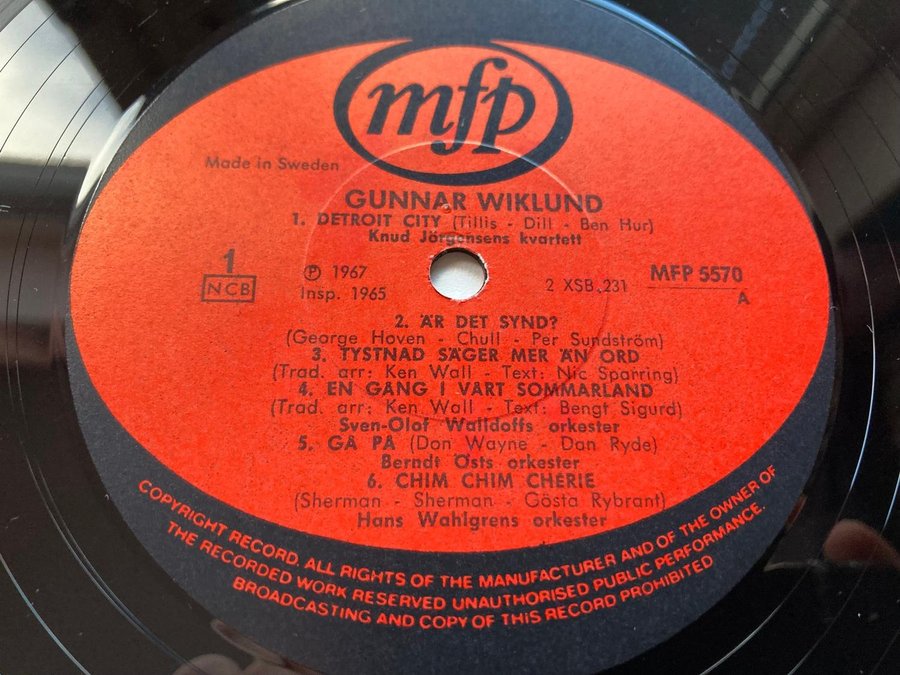 mfp
Made in Sweden
GUNNAR WIKLUND
1. DETROIT CITY (Tillis - Dill - Ben Hur)
Knud Jörgensens kvartett
1
NCB
Ⓟ 1967
Insp. 1965
2 XSB 231
MFP 5570
A
2. ÄR DET SYND?
(George Haven - Chull - Per Sundström)
3. TYSTNAD SÄGER MER ÄN ORD
(Trad. arr: Ken Wall - Text: Nic Sparring)
4. EN GÅNG I VÅRT SOMMARLAND
(Trad. arr: Ken Wall - Text: Bengt Sigurd)
Sven-Olof Walldoffs orkester
5. GÅ PÅ (Don Wayne - Dan Ryde)
Berndt Östs orkester
6. CHIM CHIM CHERIE
(Sherman - Sherman - Gösta Rybrant)
Hans Wahlgrens orkester
COPYRIGHT RECORD. ALL RIGHTS OF THE MANUFACTURER AND OF THE OWNER OF
THE RECORDED WORK RESERVED UNAUTHORISED PUBLIC PERFORMANCE.
BROADCASTING AND COPY OF THIS RECORD PROHIBITED